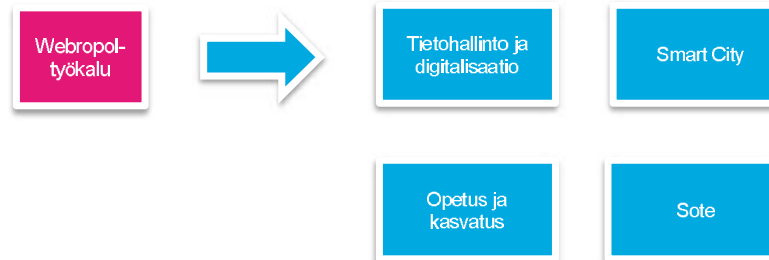 Webropol-
työkalu
Tietohallinto ja
digitalisaatio
Smart City
Opetus ja
kasvatus
Sote